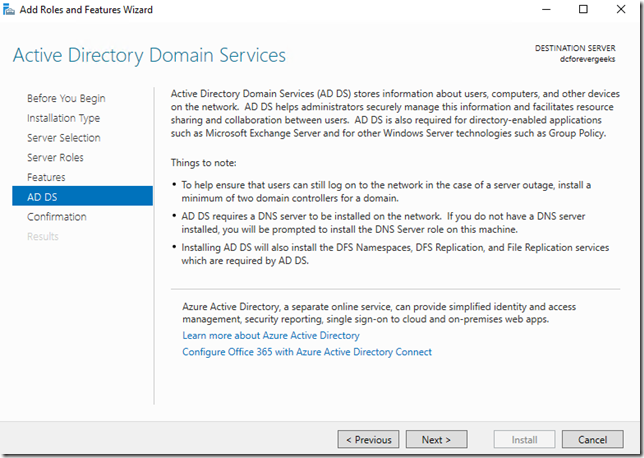 Add Roles and Features Wizard
Active Directory Domain Services
DESTINATION SERVER
dcforevergeeks
Before You Begin
Installation Type
Server Selection
Server Roles
Features
AD DS
Confirmation
Results
Active Directory Domain Services (AD DS) stores information about users, computers, and other devices
on the network. AD DS helps administrators securely manage this information and facilitates resource
sharing and collaboration between users. AD DS is also required for directory-enabled applications
such as Microsoft Exchange Server and for other Windows Server technologies such as Group Policy.
Things to note:
• To help ensure that users can still log on to the network in the case of a server outage, install a
minimum of two domain controllers for a domain.
• AD DS requires a DNS server to be installed on the network. If you do not have a DNS server
installed, you will be prompted to install the DNS Server role on this machine.
• Installing AD DS will also install the DFS Namespaces, DFS Replication, and File Replication services
which are required by AD DS.
Azure Active Directory, a separate online service, can provide simplified identity and access
management, security reporting, single sign-on to cloud and on-premises web apps.
Learn more about Azure Active Directory
Configure Office 365 with Azure Active Directory Connect
< Previous
Next >
Install
Cancel